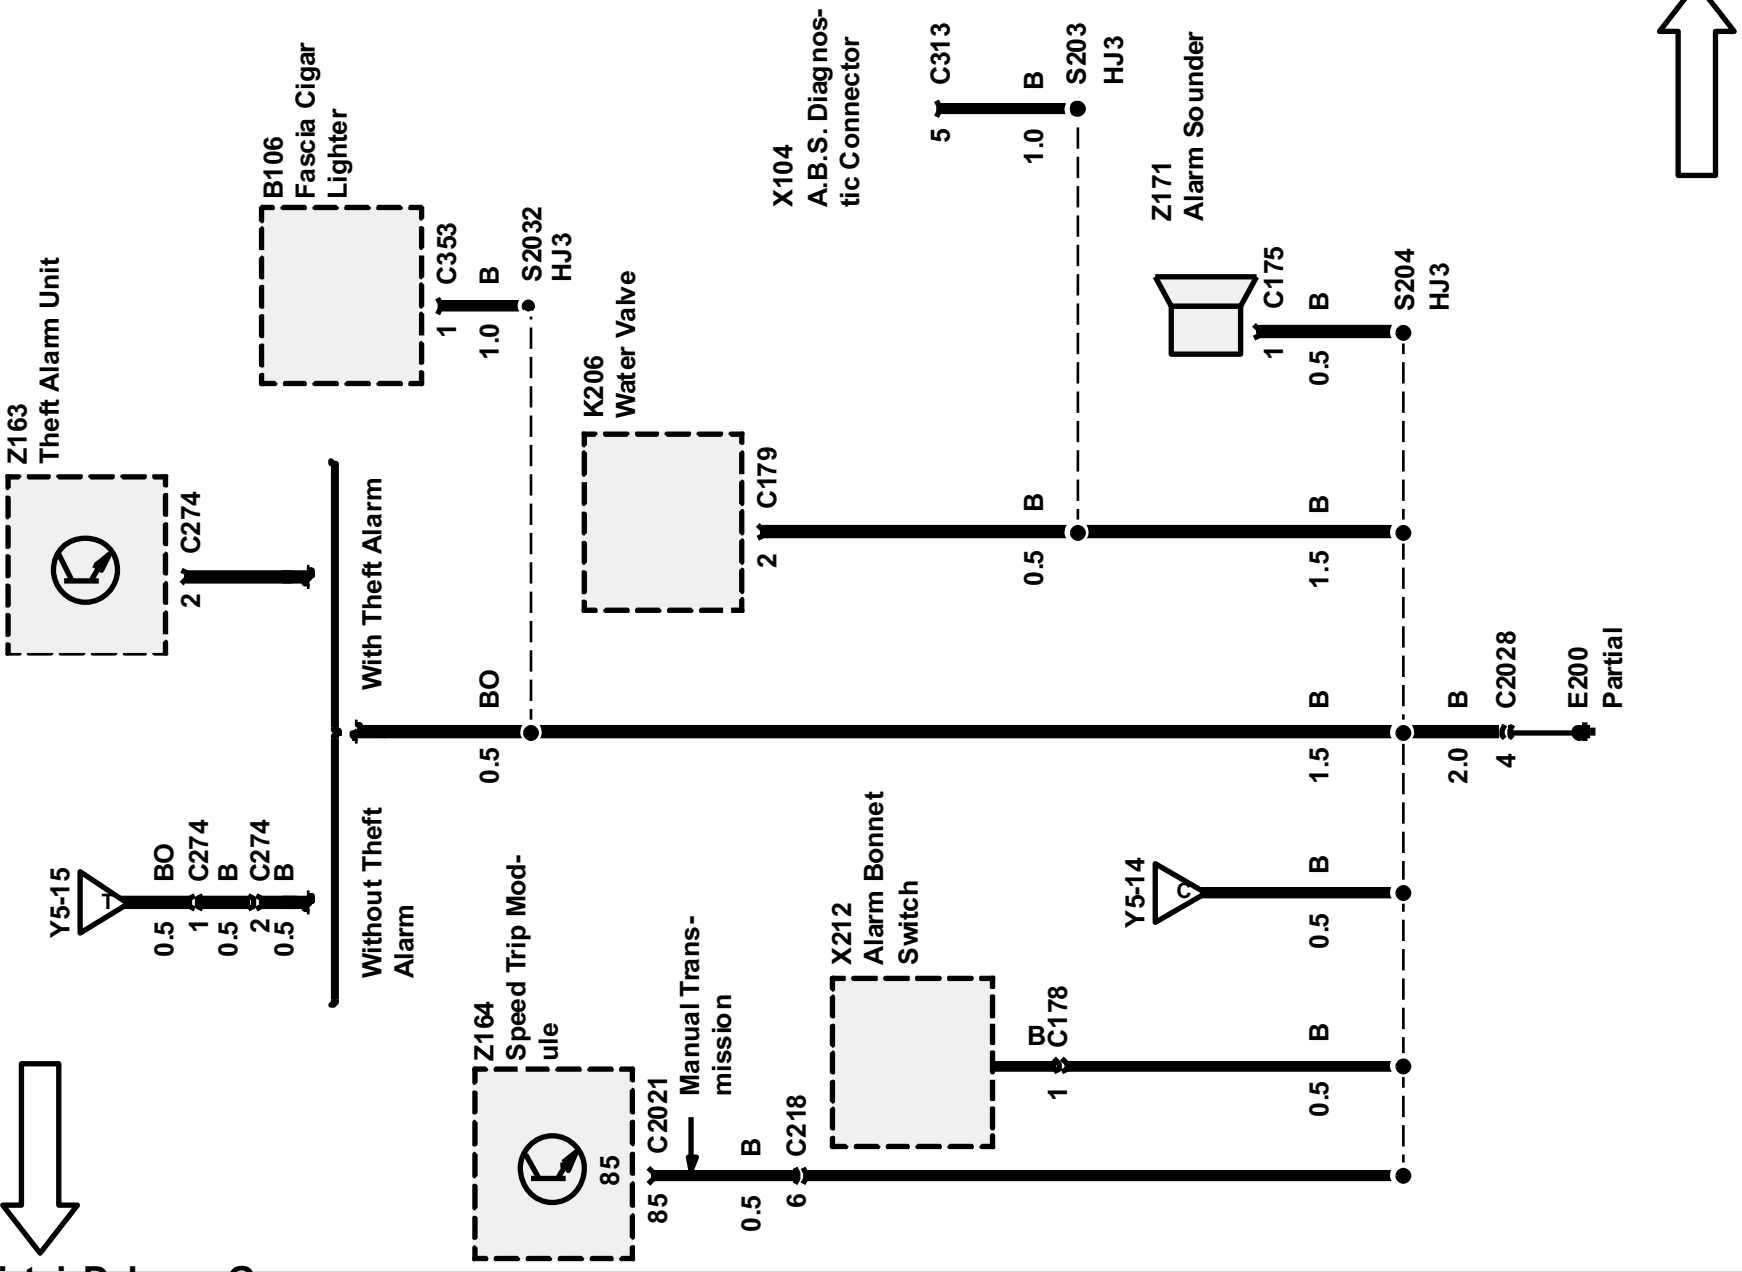 Z163
Theft Alarm Unit
2
C274
Y5-15
T
0.5
BO
1
C274
0.5
B
2
C274
0.5
B
With Theft Alarm
Without Theft
Alarm
B106
Fascia Cigar
Lighter
1
C353
1.0
B
S2032
HJ3
0.5
BO
Z164
Speed Trip Mod-
ule
85
85
C2021
Manual Trans-
mission
0.5
B
6
C218
K206
Water Valve
2
C179
0.5
B
1.5
B
X104
A.B.S. Diagnos-
tic Connector
5
C313
1.0
B
S203
HJ3
X212
Alarm Bonnet
Switch
B
1
C178
0.5
B
Y5-14
C
0.5
B
Z171
Alarm Sounder
1
C175
0.5
B
S204
HJ3
1.5
B
2.0
B
4
C2028
E200
Partial